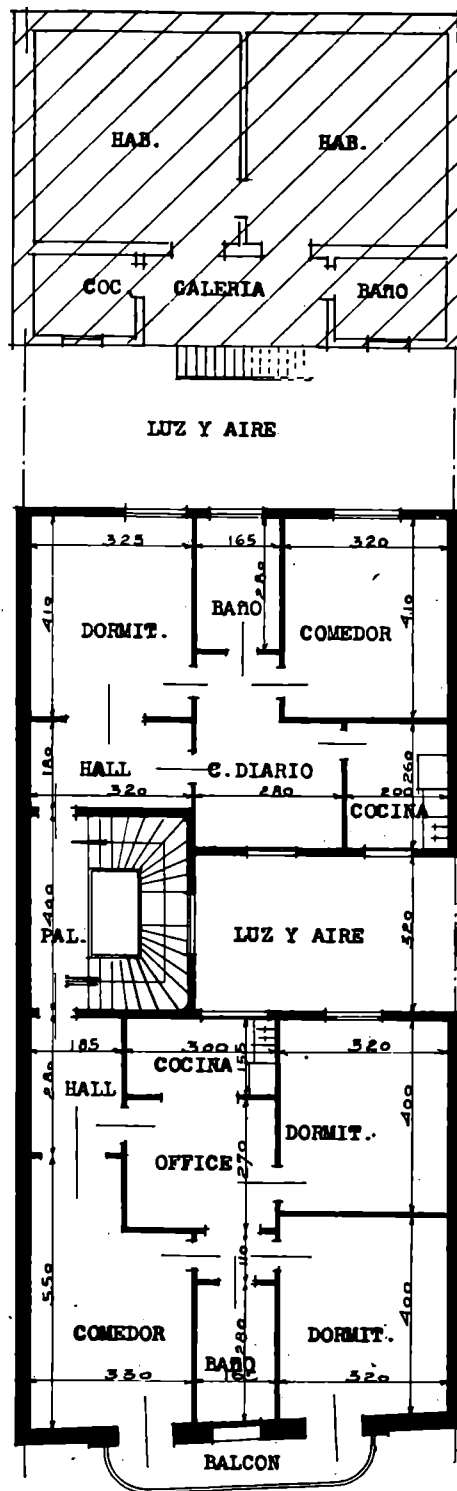 HAB. HAB.
COC. GALERIA BAÑO
LUZ Y AIRE
325 165 320
280
410 BAÑO 410
DORMIT. COMEDOR
180 HALL C.DIARIO 260
320 280 200
COCINA
400
PAL. LUZ Y AIRE 320
185 300 320
COCINA 155
280 HALL
DORMIT. 400
OFFICE 270
110
550
COMEDOR DORMIT. 400
280
BAÑO
330 165 320
BALCON